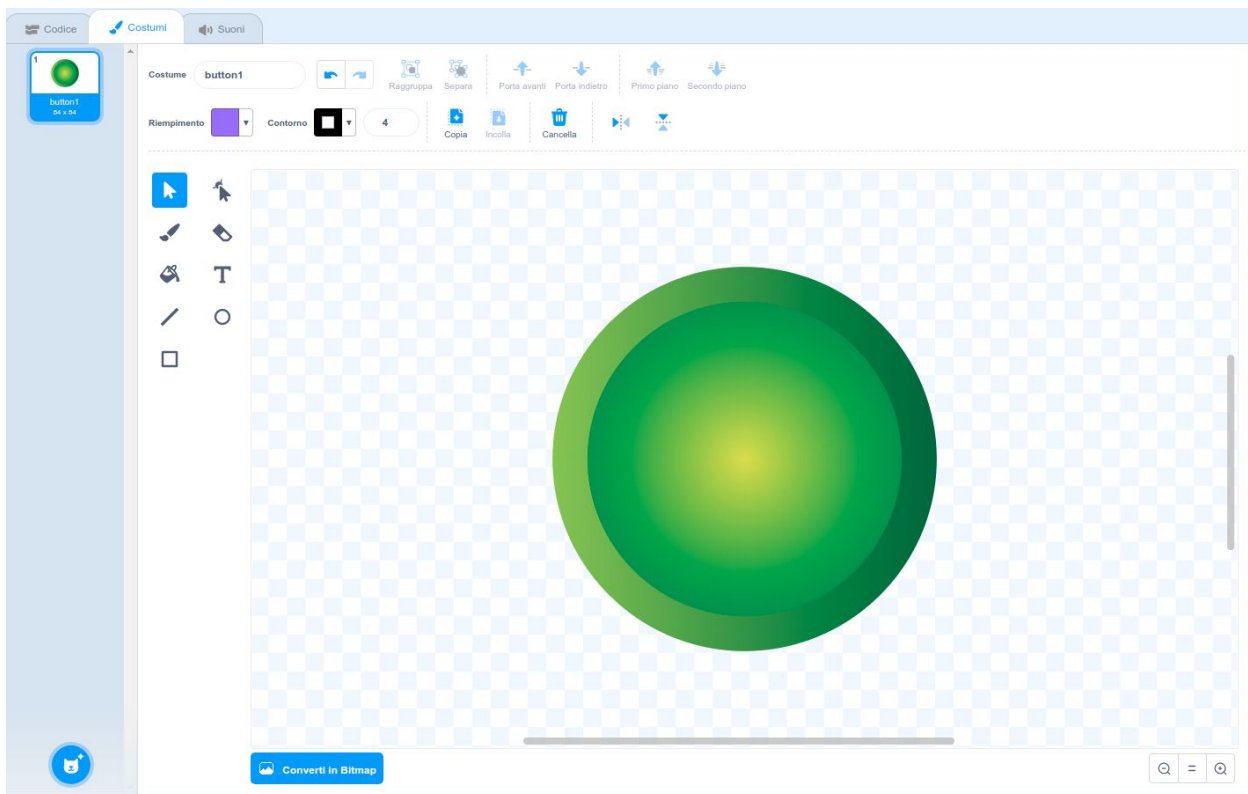 Codice
Costumi
Suoni
1
button1
54 x 54
Costume
button1
Raggruppa
Separa
Porta avanti
Porta indietro
Primo piano
Secondo piano
Riempimento
Contorno
4
Copia
Incolla
Cancella
T
Converti in Bitmap